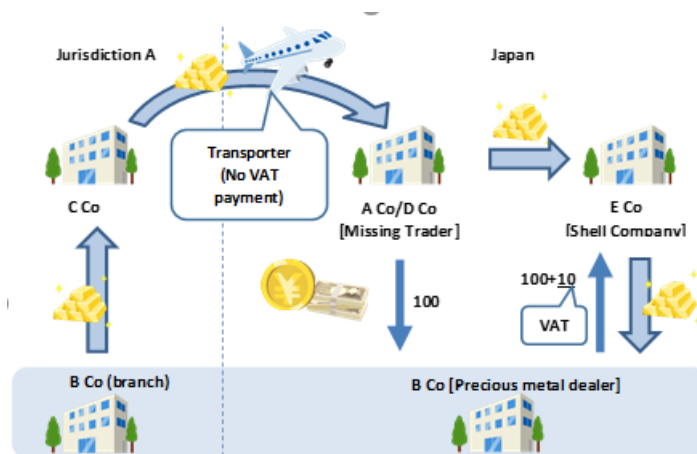 Jurisdiction A
Japan
Transporter
(No VAT
payment)
C Co
A Co/D Co
[Missing Trader]
E Co
[Shell Company]
¥
100
100+10
VAT
B Co (branch)
B Co [Precious metal dealer]